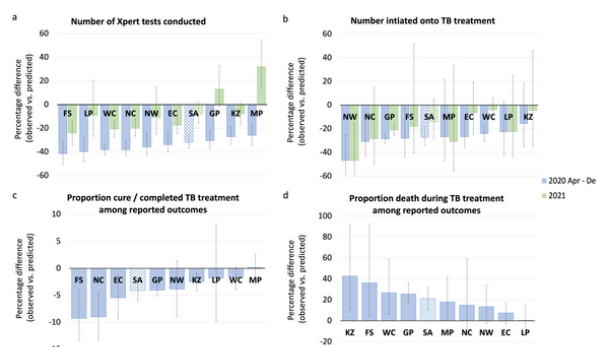 a
Number of Xpert tests conducted
Percentage difference
(observed vs. predicted)
60
40
20
0
-20
-40
-60
FS LP WC NC NW EC SA GP KZ MP
b
Number intiated onto TB treatment
Percentage difference
(observed vs. predicted)
60
40
20
0
-20
-40
-60
NW NC GP FS SA MP EC WC LP KZ
2020 Apr - De
2021
c
Proportion cure / completed TB treatment
among reported outcomes
Percentage difference
(observed vs. predicted)
10
5
0
-5
-10
FS NC EC SA GP NW KZ LP WC MP
d
Proportion death during TB treatment
among reported outcomes
Percentage difference
(observed vs. predicted)
100
80
60
40
20
0
-20
KZ FS WC GP SA MP NC NW EC LP